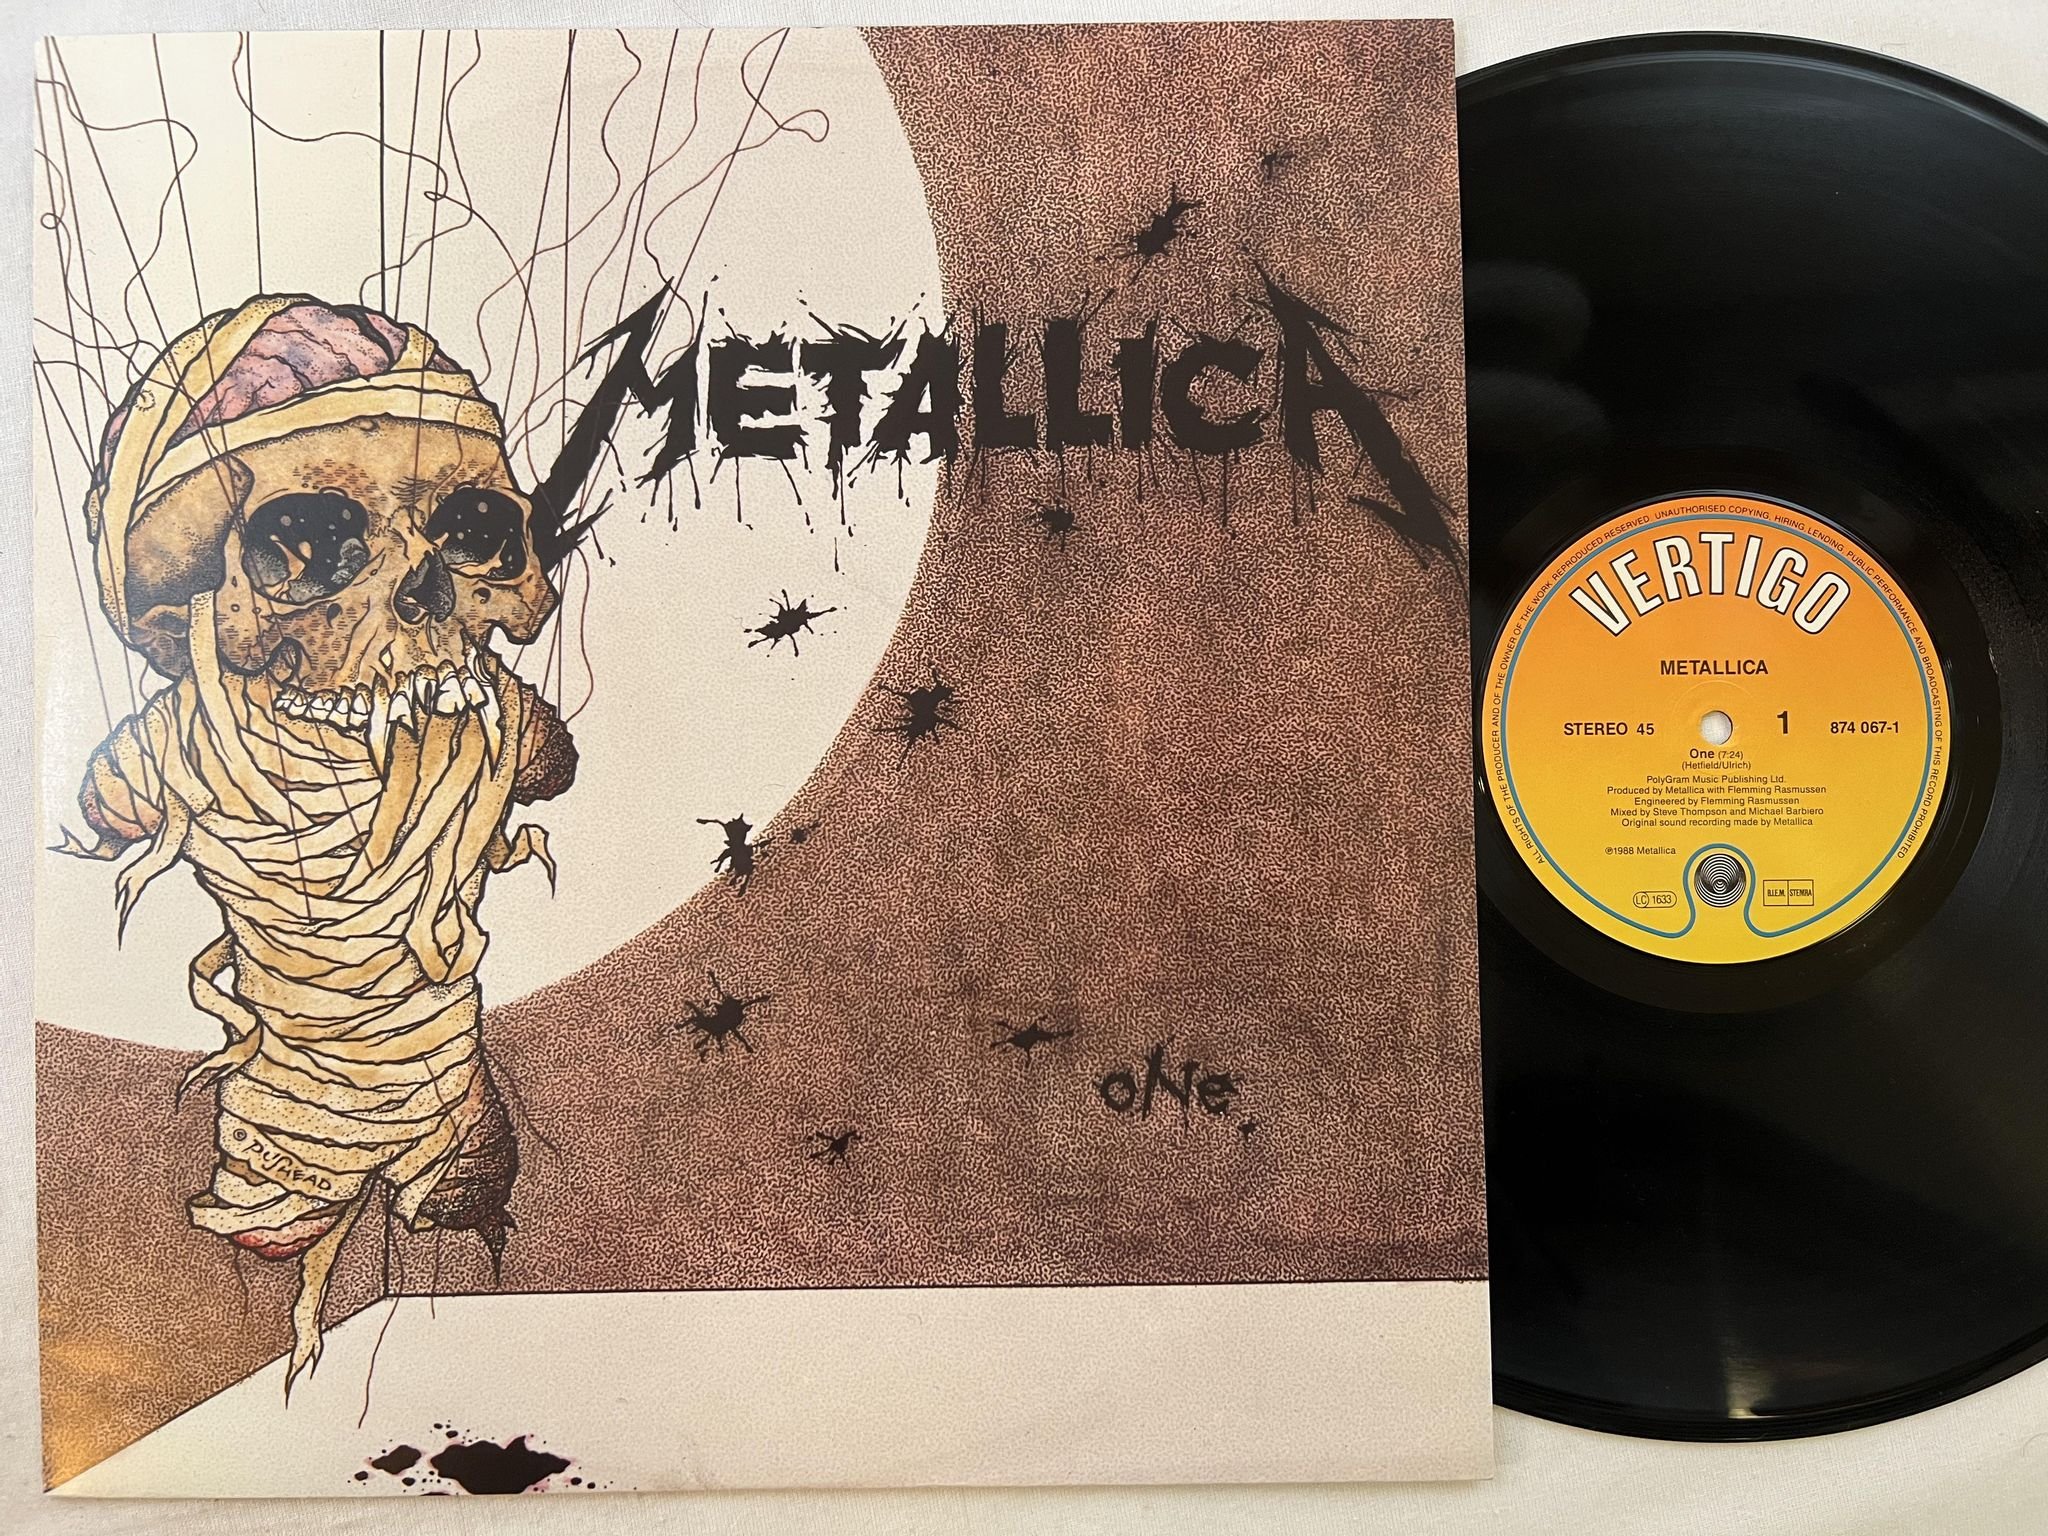 METALLICA
oNe
© PUSHEAD
ALL RIGHTS OF THE PRODUCER AND OF THE OWNER OF THE WORK REPRODUCED RESERVED. UNAUTHORISED COPYING, HIRING, LENDING, PUBLIC PERFORMANCE AND BROADCASTING OF THIS RECORD PROHIBITED
VERTIGO
METALLICA
STEREO 45 1 874 067-1
One (7:24)
(Hetfield/Ulrich)
PolyGram Music Publishing Ltd.
Produced by Metallica with Flemming Rasmussen
Engineered by Flemming Rasmussen
Mixed by Steve Thompson and Michael Barbiero
Original sound recording made by Metallica
℗1988 Metallica
LC 1633
B.I.E.M. STEMRA